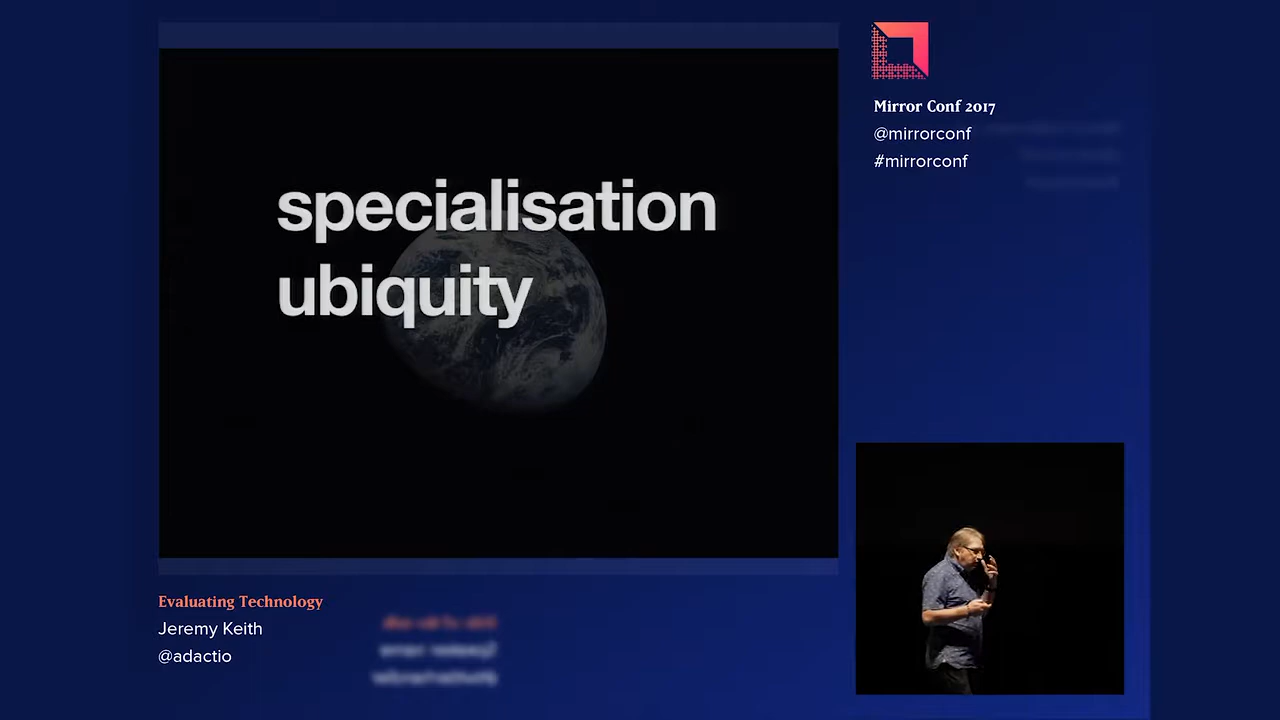 specialisation
ubiquity
Mirror Conf 2017
@mirrorconf
#mirrorconf
Evaluating Technology
Jeremy Keith
@adactio